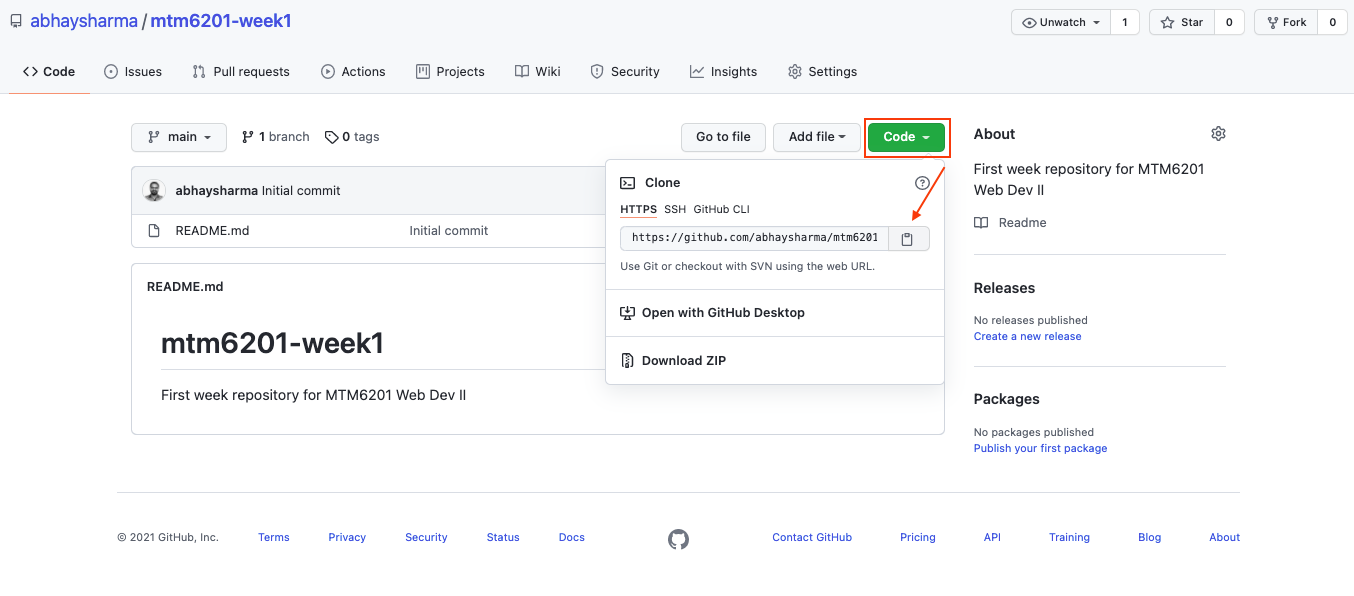 abhaysharma / mtm6201-week1
Unwatch 1 Star 0 Fork 0
Code Issues Pull requests Actions Projects Wiki Security Insights Settings
main 1 branch 0 tags Go to file Add file Code
abhaysharma Initial commit
README.md Initial commit
README.md
mtm6201-week1
First week repository for MTM6201 Web Dev II
Clone
HTTPS SSH GitHub CLI
https://github.com/abhaysharma/mtm6201
Use Git or checkout with SVN using the web URL.
Open with GitHub Desktop
Download ZIP
About
First week repository for MTM6201
Web Dev II
Readme
Releases
No releases published
Create a new release
Packages
No packages published
Publish your first package
© 2021 GitHub, Inc. Terms Privacy Security Status Docs Contact GitHub Pricing API Training Blog About